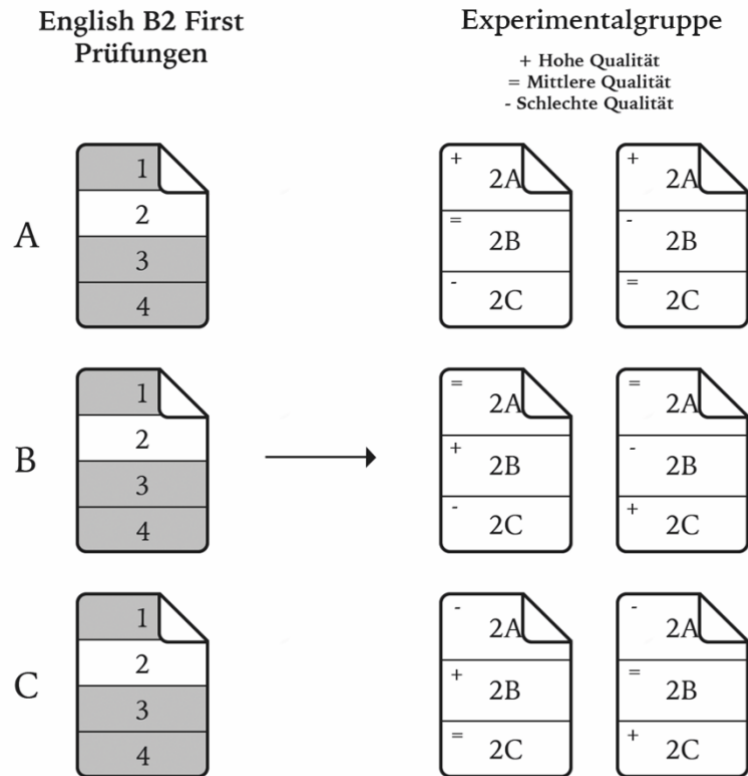 English B2 First
Prüfungen
Experimentalgruppe
+ Hohe Qualität
= Mittlere Qualität
- Schlechte Qualität
A
1
2
3
4
+ 2A
= 2B
- 2C
+ 2A
- 2B
= 2C
B
1
2
3
4
= 2A
+ 2B
- 2C
= 2A
- 2B
+ 2C
C
1
2
3
4
- 2A
+ 2B
= 2C
- 2A
= 2B
+ 2C